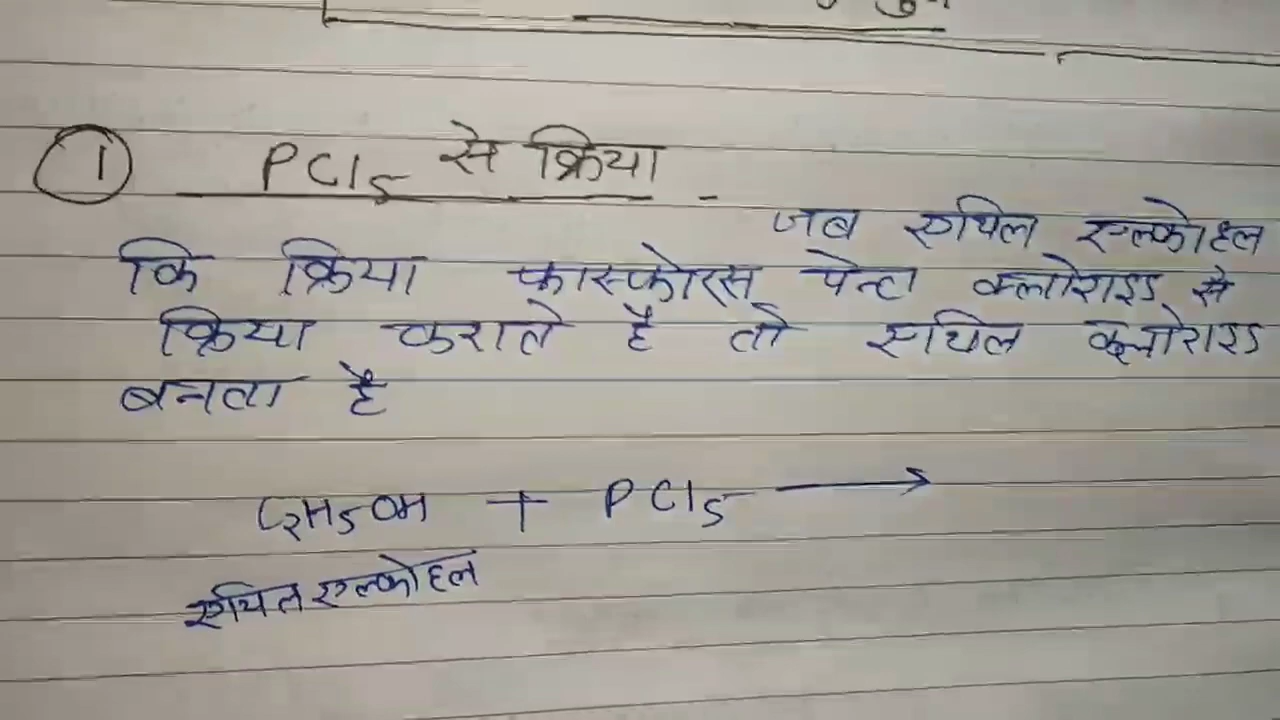 ① PCl₅ से क्रिया
जब एथिल एल्कोहल
कि क्रिया फास्फोरस पेन्टा क्लोराइड से
क्रिया कराते है तो एथिल क्लोराइड
बनता है
C₂H₅OH + PCl₅ ⟶
एथिल एल्कोहल